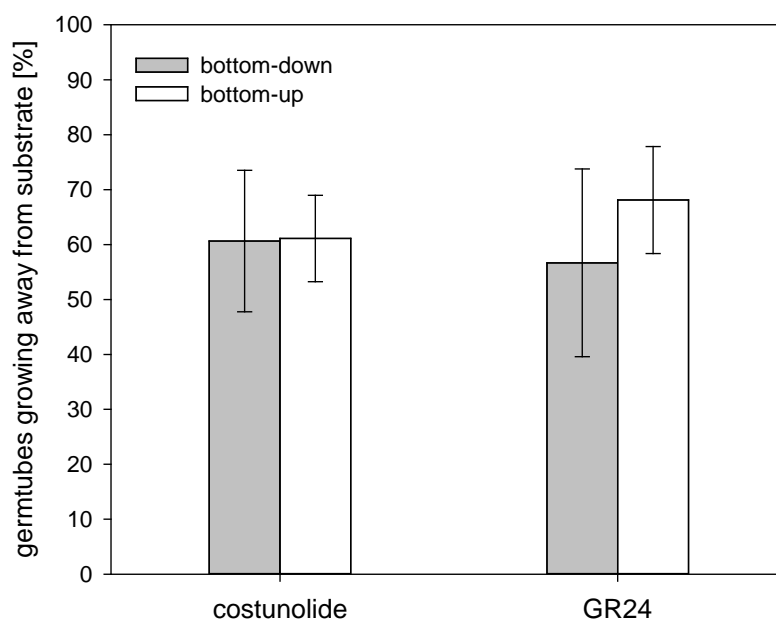 germtubes growing away from substrate [%]
100
90
80
70
60
50
40
30
20
10
0
bottom-down
bottom-up
costunolide GR24